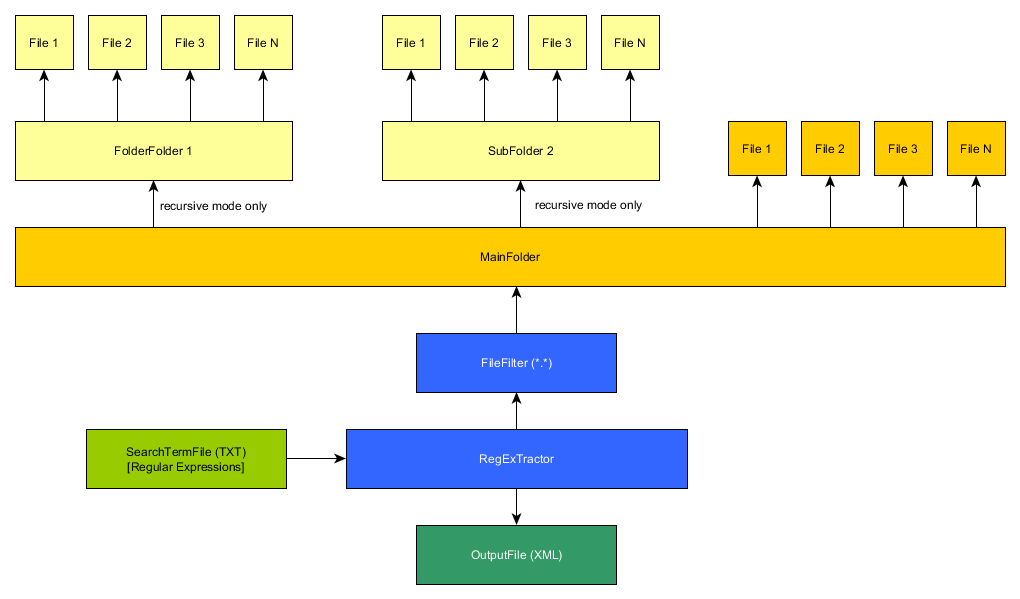 File 1
File 2
File 3
File N
File 1
File 2
File 3
File N
FolderFolder 1
SubFolder 2
File 1
File 2
File 3
File N
recursive mode only
recursive mode only
MainFolder
FileFilter (*.*)
SearchTermFile (TXT)
[Regular Expressions]
RegExTractor
OutputFile (XML)